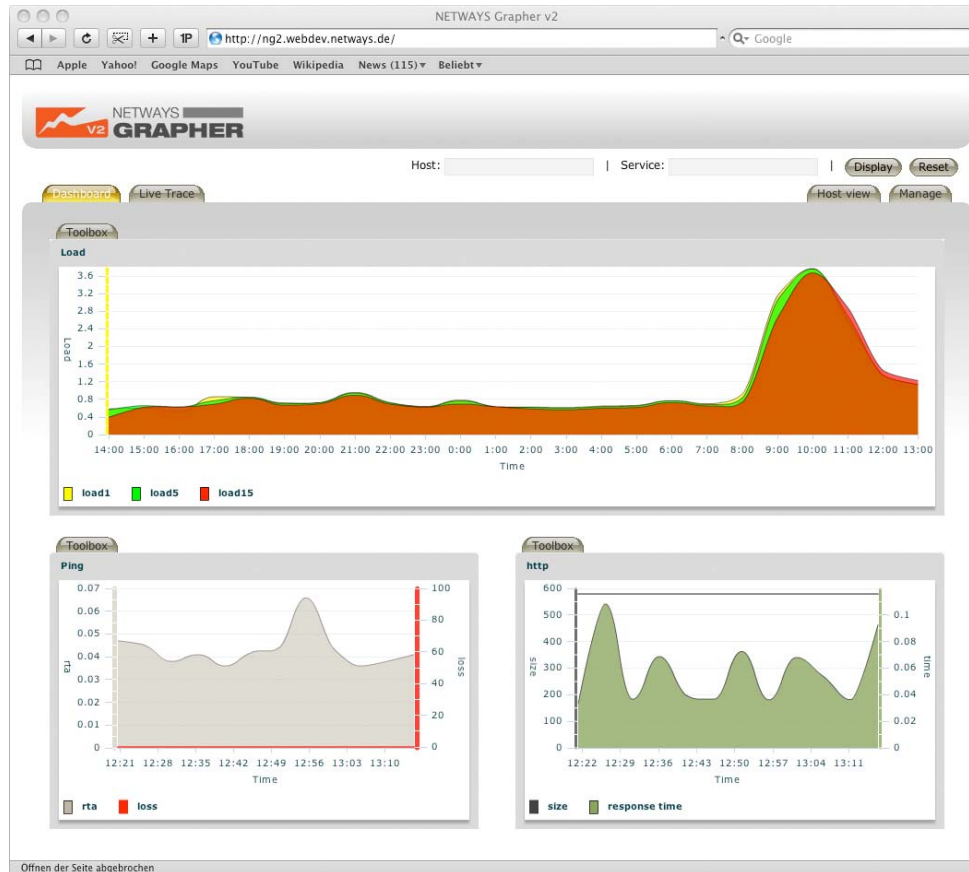 NETWAYS Grapher v2
1P http://ng2.webdev.netways.de/ Google
Apple Yahoo! Google Maps YouTube Wikipedia News (115) Beliebt
NETWAYS
V2 GRAPHER
Host: | Service: | Display Reset
Dashboard Live Trace Host view Manage
Toolbox
Load
3.6
3.2
2.8
2.4
2
1.6
1.2
0.8
0.4
0
Load
14:00 15:00 16:00 17:00 18:00 19:00 20:00 21:00 22:00 23:00 0:00 1:00 2:00 3:00 4:00 5:00 6:00 7:00 8:00 9:00 10:00 11:00 12:00 13:00
Time
load1 load5 load15
Toolbox
Ping
0.07
0.06
0.05
0.04
0.03
0.02
0.01
0
rta
100
80
60
40
20
0
loss
12:21 12:28 12:35 12:42 12:49 12:56 13:03 13:10
Time
rta loss
Toolbox
http
600
500
400
300
200
100
0
size
0.1
0.08
0.06
0.04
0.02
0
time
12:22 12:29 12:36 12:43 12:50 12:57 13:04 13:11
Time
size response time
Öffnen der Seite abgebrochen